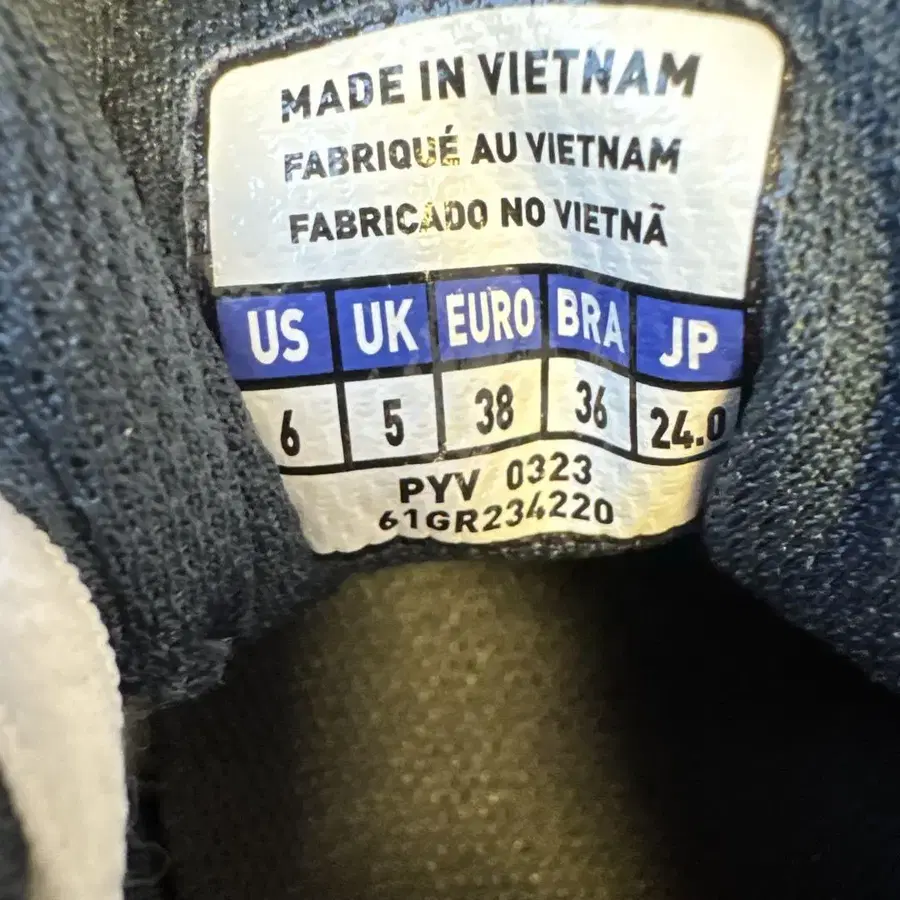 MADE IN VIETNAM
FABRIQUÉ AU VIETNAM
FABRICADO NO VIETNÃ
US UK EURO BRA JP
6 5 38 36 24.0
PYV 0323
61GR234220